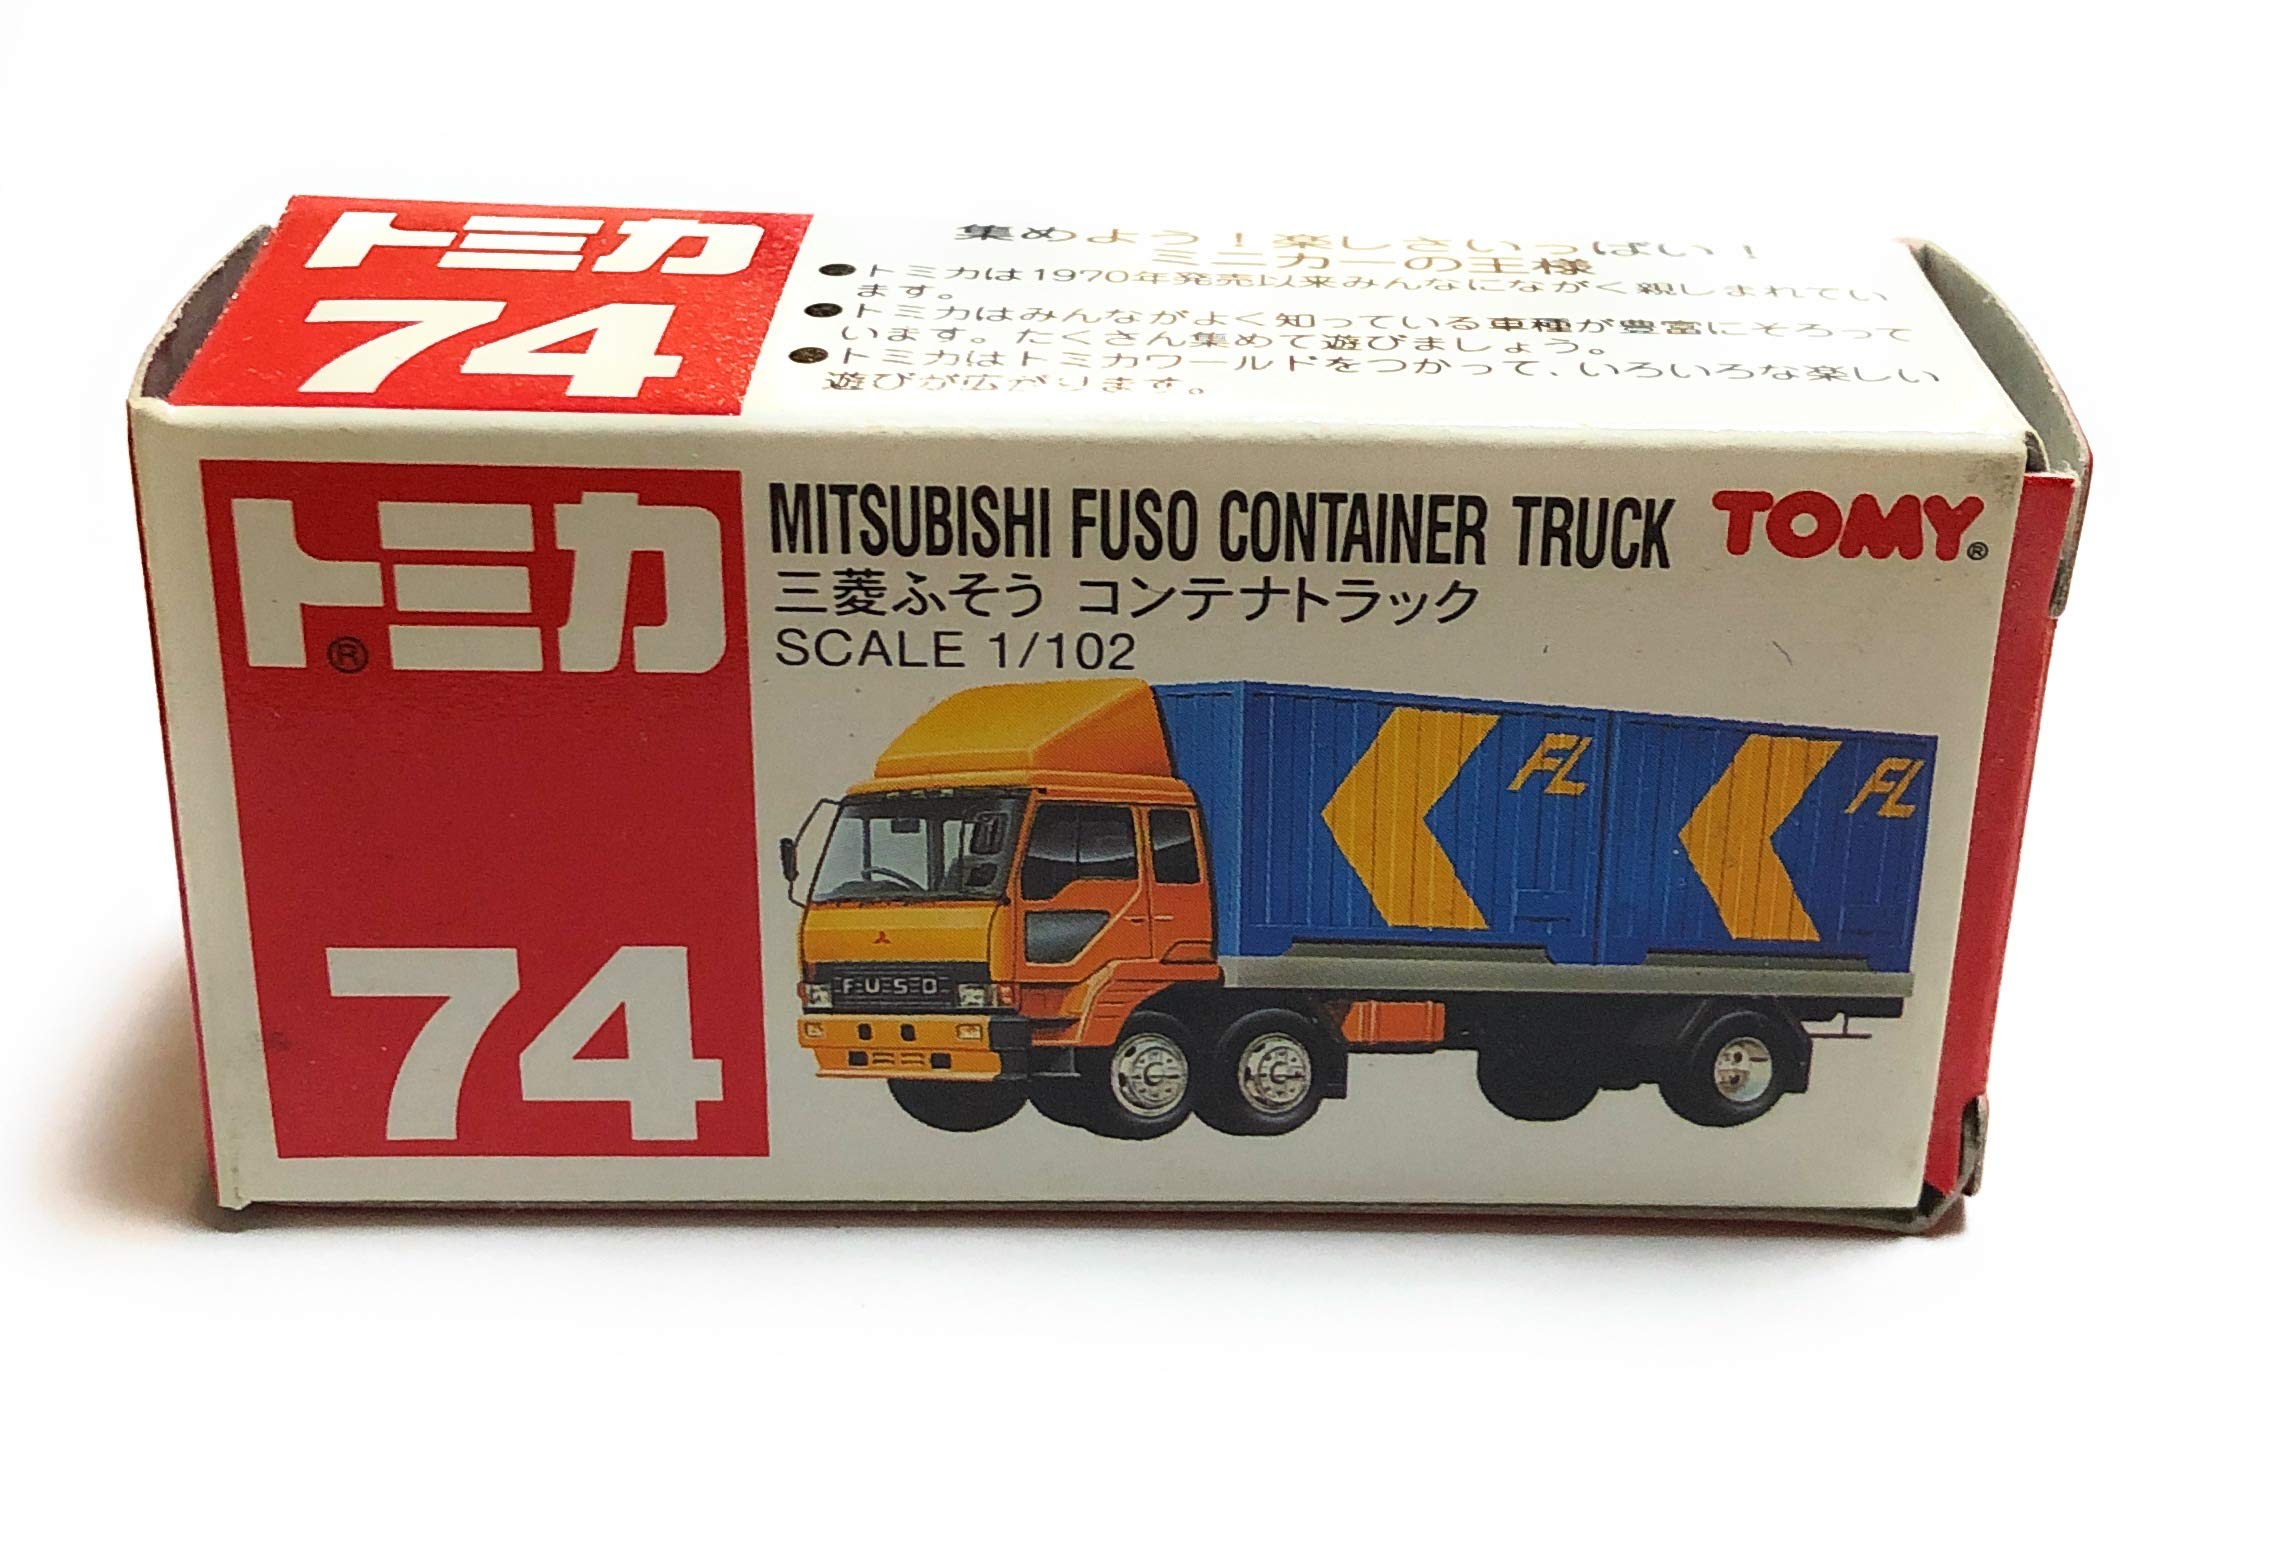 トミカ
74
集めよう!楽しさいっぱい!
ミニカーの王様
●トミカは1970年発売以来みんなにながく親しまれてい
ます。
●トミカはみんながよく知っている車種が豊富にそろって
います。たくさん集めて遊びましょう。
●トミカはトミカワールドをつかって、いろいろな楽しい
遊びが広がります。
トミカ®
74
MITSUBISHI FUSO CONTAINER TRUCK
TOMY®
三菱ふそう コンテナトラック
SCALE 1/102
FL
FL
FUSO